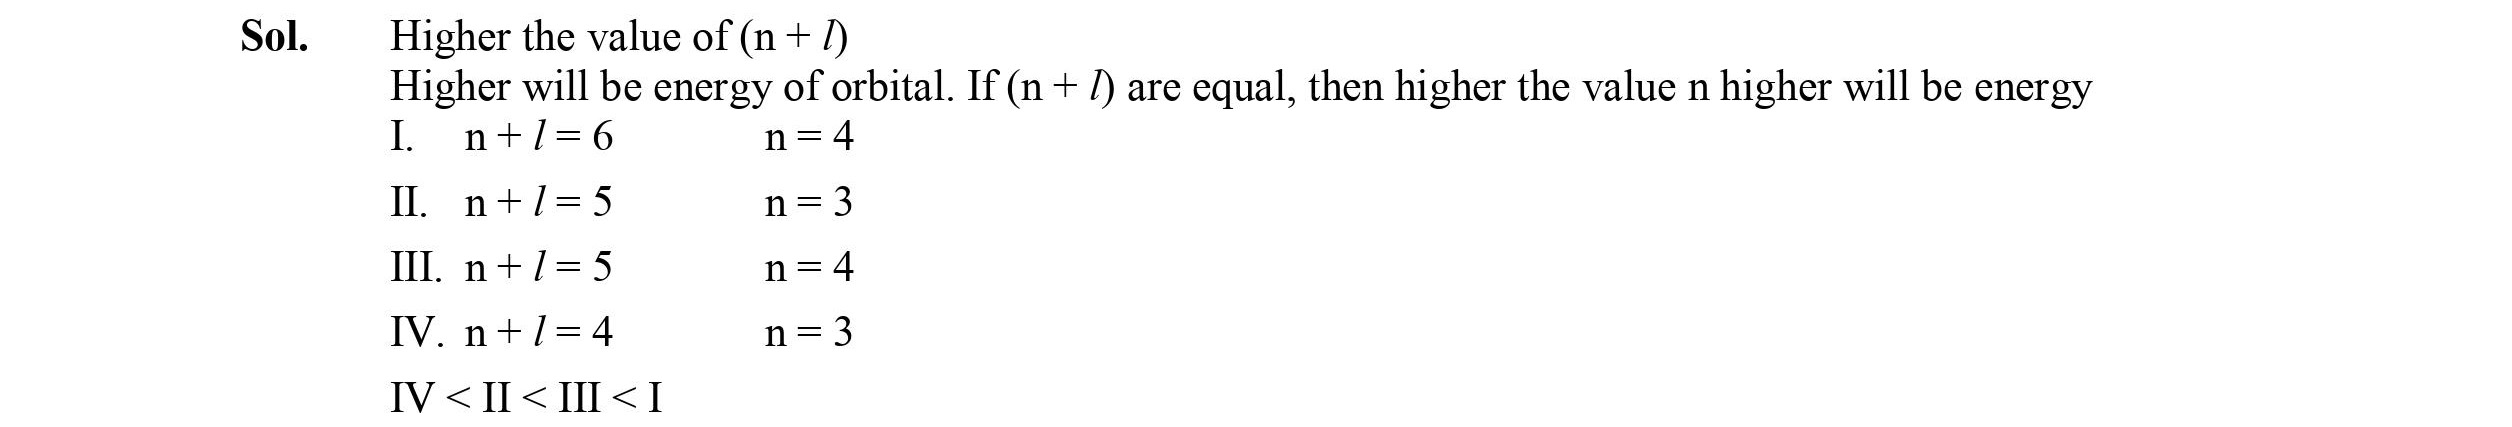 Sol. Higher the value of (n + l)
Higher will be energy of orbital. If (n + l) are equal, then higher the value n higher will be energy
I. n + l = 6 n = 4
II. n + l = 5 n = 3
III. n + l = 5 n = 4
IV. n + l = 4 n = 3
IV < II < III < I